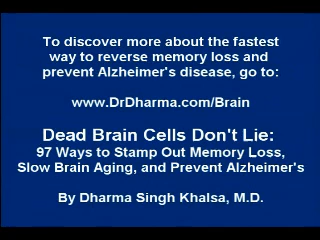 To discover more about the fastest
way to reverse memory loss and
prevent Alzheimer's disease, go to:
www.DrDharma.com/Brain
Dead Brain Cells Don't Lie:
97 Ways to Stamp Out Memory Loss,
Slow Brain Aging, and Prevent Alzheimer's
By Dharma Singh Khalsa, M.D.